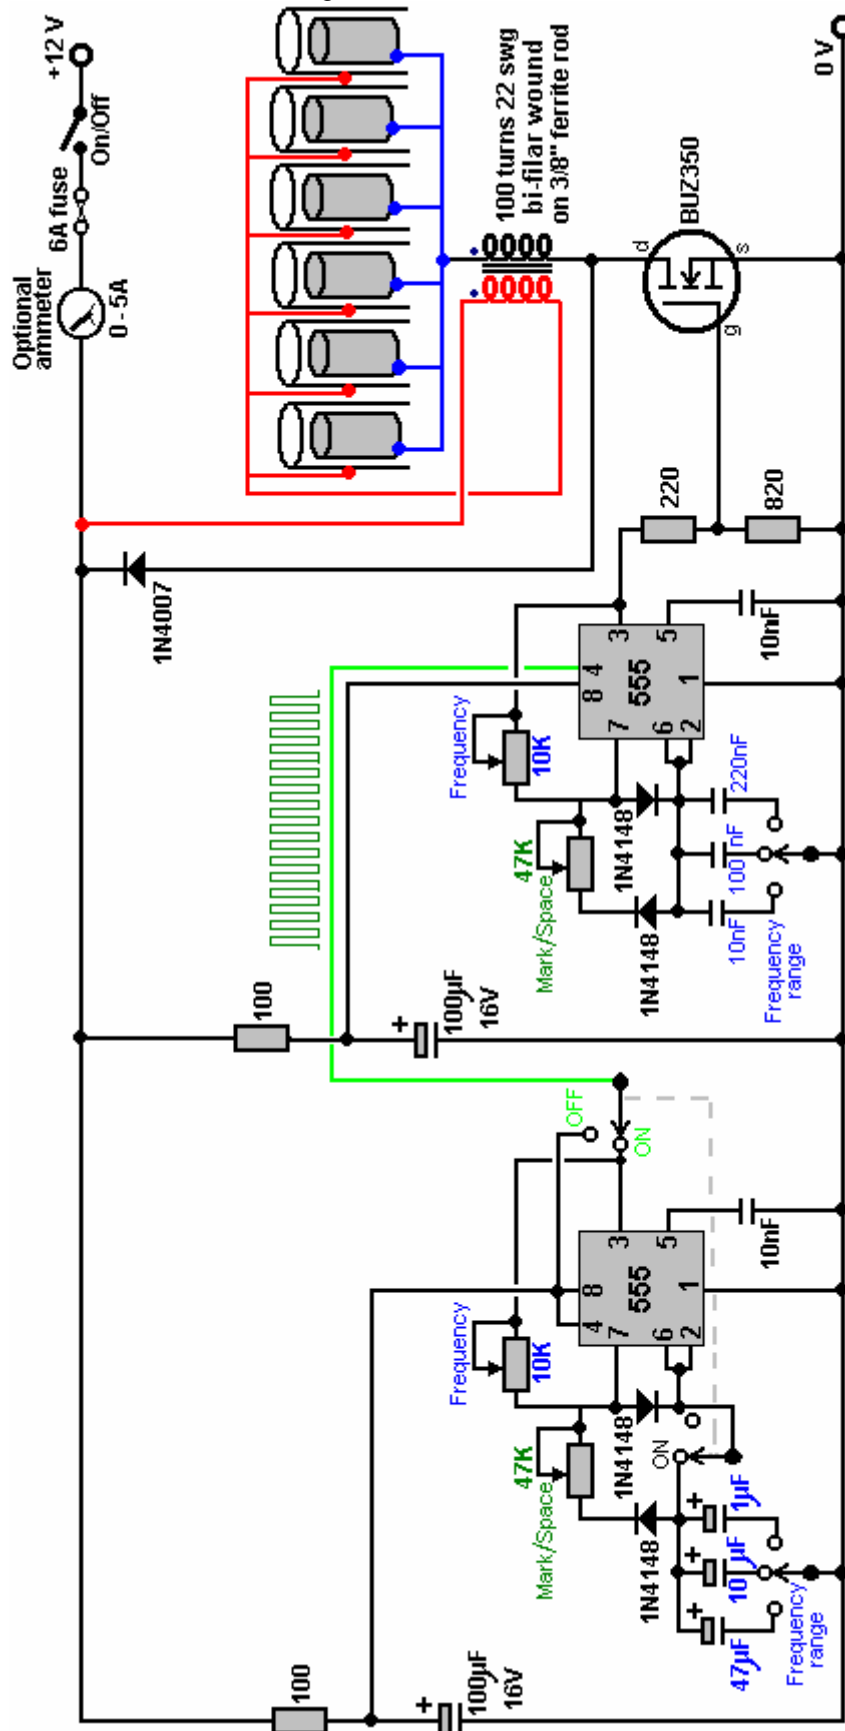 Optional
ammeter
0 - 5A
6A fuse
On/Off
+12 V
100
100µF
16V
100
100µF
16V
1N4007
100 turns 22 swg
bi-filar wound
on 3/8" ferrite rod
Frequency
10K
47K
Mark/Space
1N4148
1N4148
ON
47µF
10 µF
1µF
Frequency
range
4
8
7
3
555
6
2
1
5
10nF
OFF
ON
Frequency
10K
47K
Mark/Space
1N4148
1N4148
10nF
100 nF
220nF
Frequency
range
8
4
7
3
555
6
2
1
5
10nF
220
820
g
d
s
BUZ350
0 V